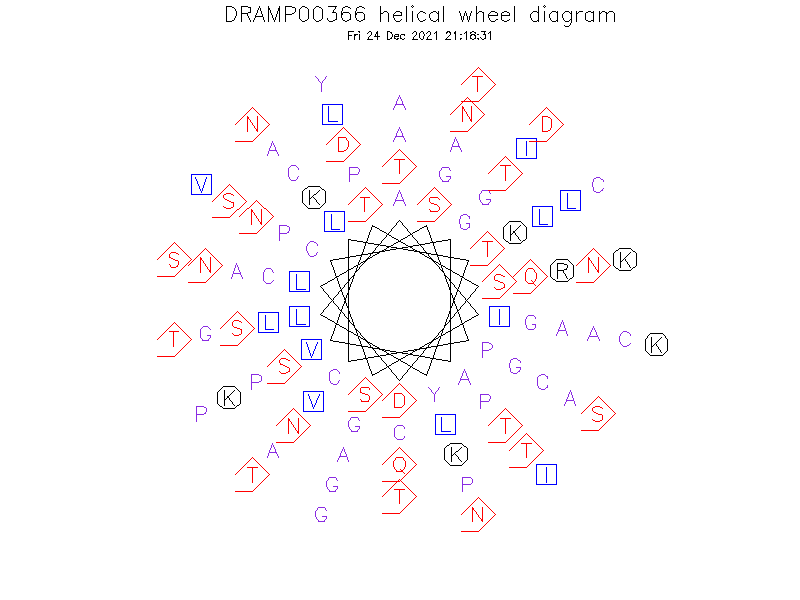 DRAMP00366 helical wheel diagram
Fri 24 Dec 2021 21:18:31
Y T
L A N
N D
A D A A I
C P T G T
V C
S K T A S G L
N L G K L
P C T
S N A C L S Q R N K
T G S L L I G A A C K
V P
S G
P C A C
K V S D Y P A
P S
N G C L T
A A Q K T
T G T P I
G N